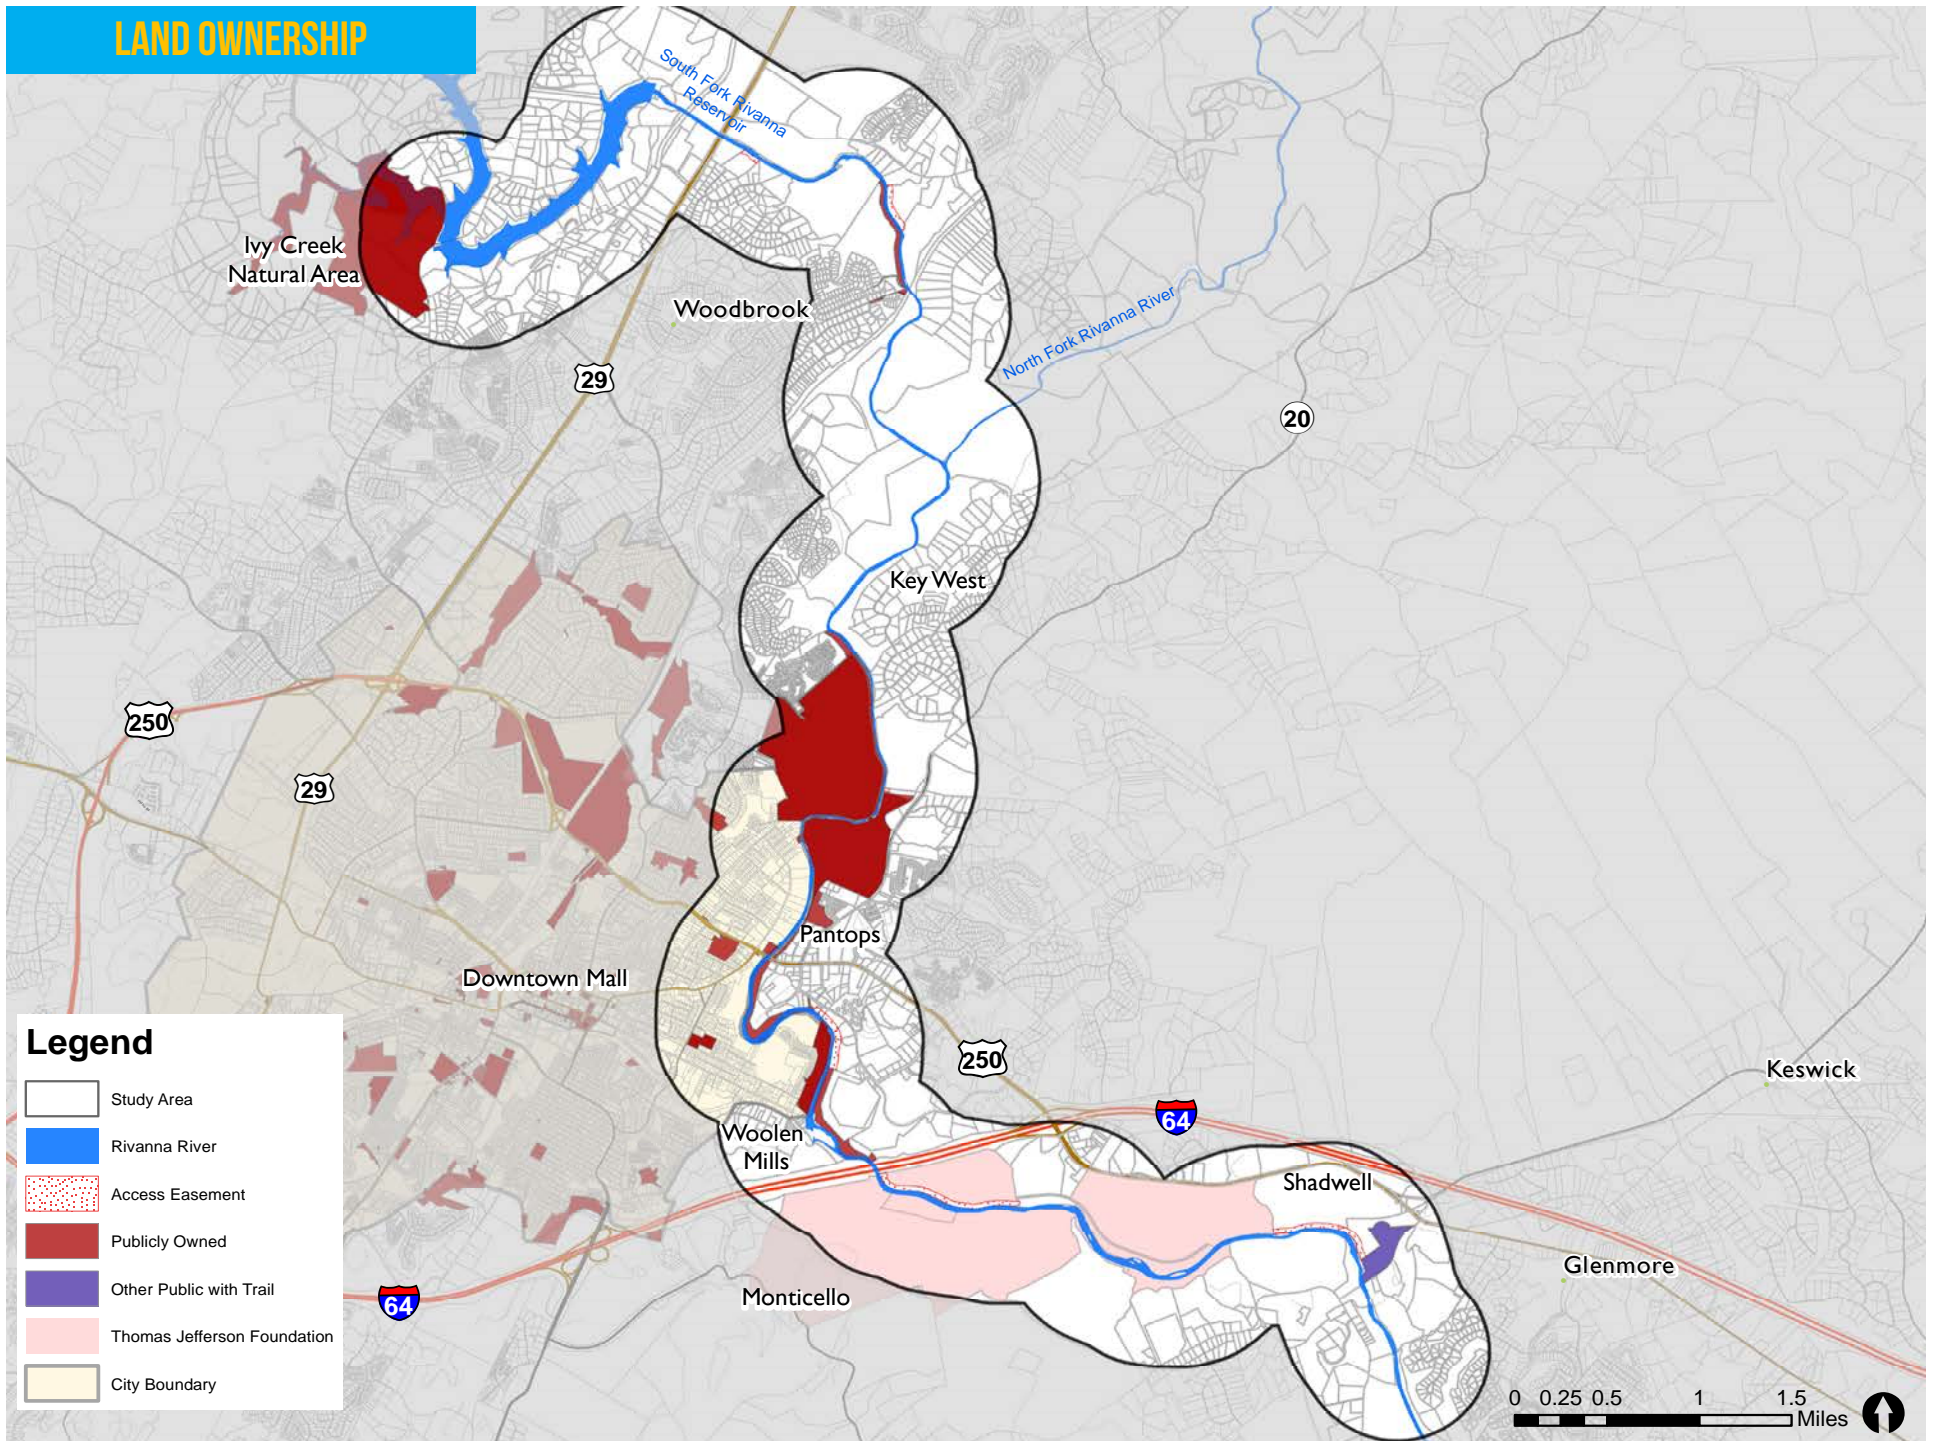 LAND OWNERSHIP
South Fork Rivanna
Reservoir
Ivy Creek
Natural Area
Woodbrook
North Fork Rivanna River
29
20
Key West
250
29
Pantops
Downtown Mall
250
Keswick
64
Woolen
Mills
Shadwell
Glenmore
Monticello
64
Legend
Study Area
Rivanna River
Access Easement
Publicly Owned
Other Public with Trail
Thomas Jefferson Foundation
City Boundary
0 0.25 0.5 1 1.5
Miles